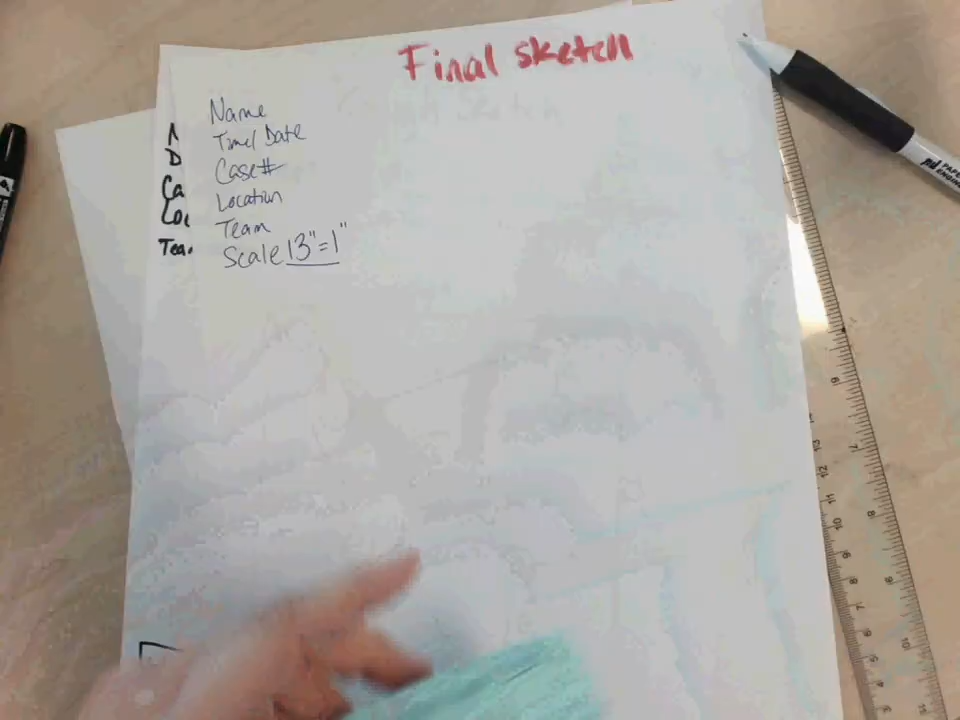 Final sketch
Name
Time/Date
Case#
Location
Team
Scale 13"=1"